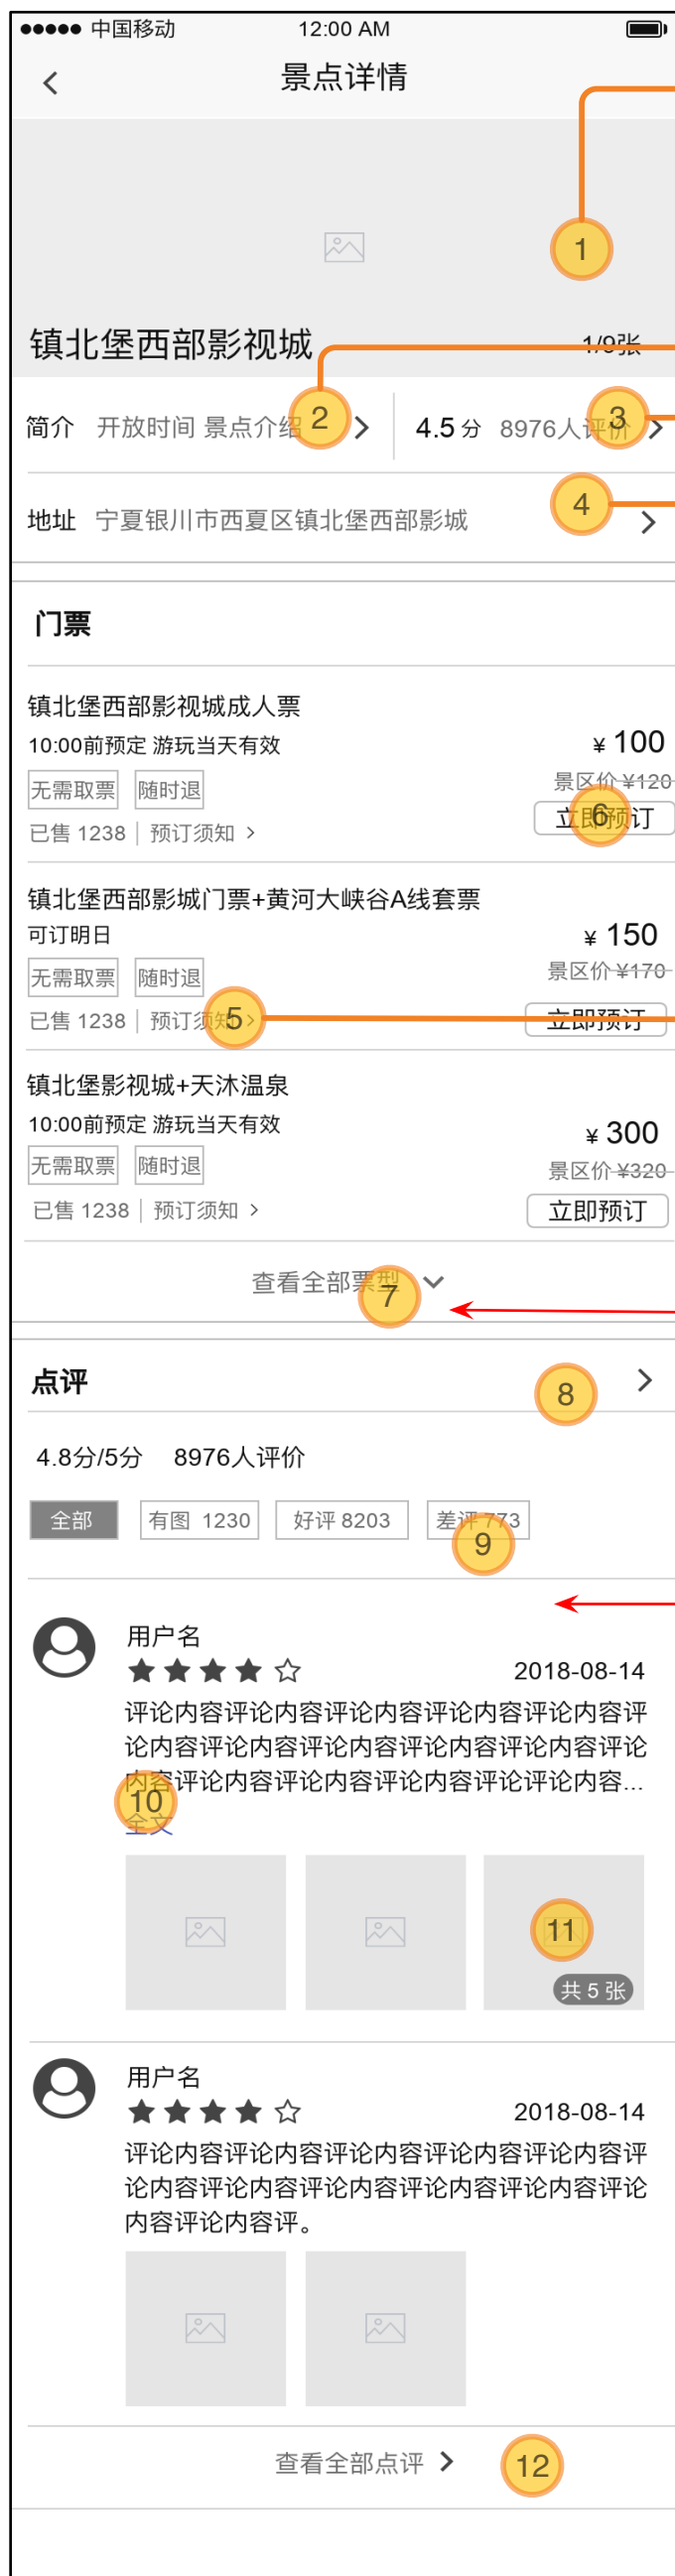 中国移动 12:00 AM
景点详情
1
镇北堡西部影视城 1/9张
简介 开放时间 景点介绍 2 4.5 分 8976人评价 3
地址 宁夏银川市西夏区镇北堡西部影城 4
门票
镇北堡西部影视城成人票
10:00前预定 游玩当天有效 ¥ 100
无需取票 随时退 景区价 ¥120
已售 1238 预订须知 > 立即预订 6
镇北堡西部影城门票+黄河大峡谷A线套票
可订明日 ¥ 150
无需取票 随时退 景区价 ¥170
已售 1238 预订须知 > 5 立即预订
镇北堡影视城+天沐温泉
10:00前预定 游玩当天有效 ¥ 300
无需取票 随时退 景区价 ¥320
已售 1238 预订须知 > 立即预订
查看全部票型 7
点评 8
4.8分/5分 8976人评价
全部 有图 1230 好评 8203 差评 773
9
用户名
2018-08-14
评论内容评论内容评论内容评论内容评论内容评
论内容评论内容评论内容评论内容评论内容评论
内容评论内容评论内容评论内容评论评论内容...
10
全文
11
共 5 张
用户名
2018-08-14
评论内容评论内容评论内容评论内容评论内容评
论内容评论内容评论内容评论内容评论内容评论
内容评论内容评。
查看全部点评 12